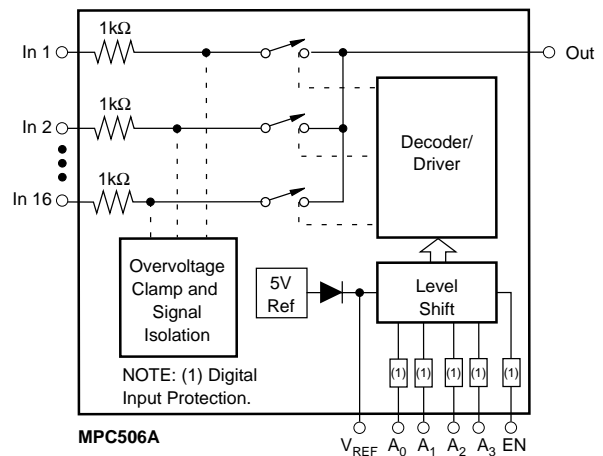 In 1
1kΩ
Out
In 2
1kΩ
In 16
1kΩ
Decoder/
Driver
Overvoltage
Clamp and
Signal
Isolation
5V
Ref
Level
Shift
(1) (1) (1) (1) (1)
NOTE: (1) Digital
Input Protection.
MPC506A
VREF A0 A1 A2 A3 EN